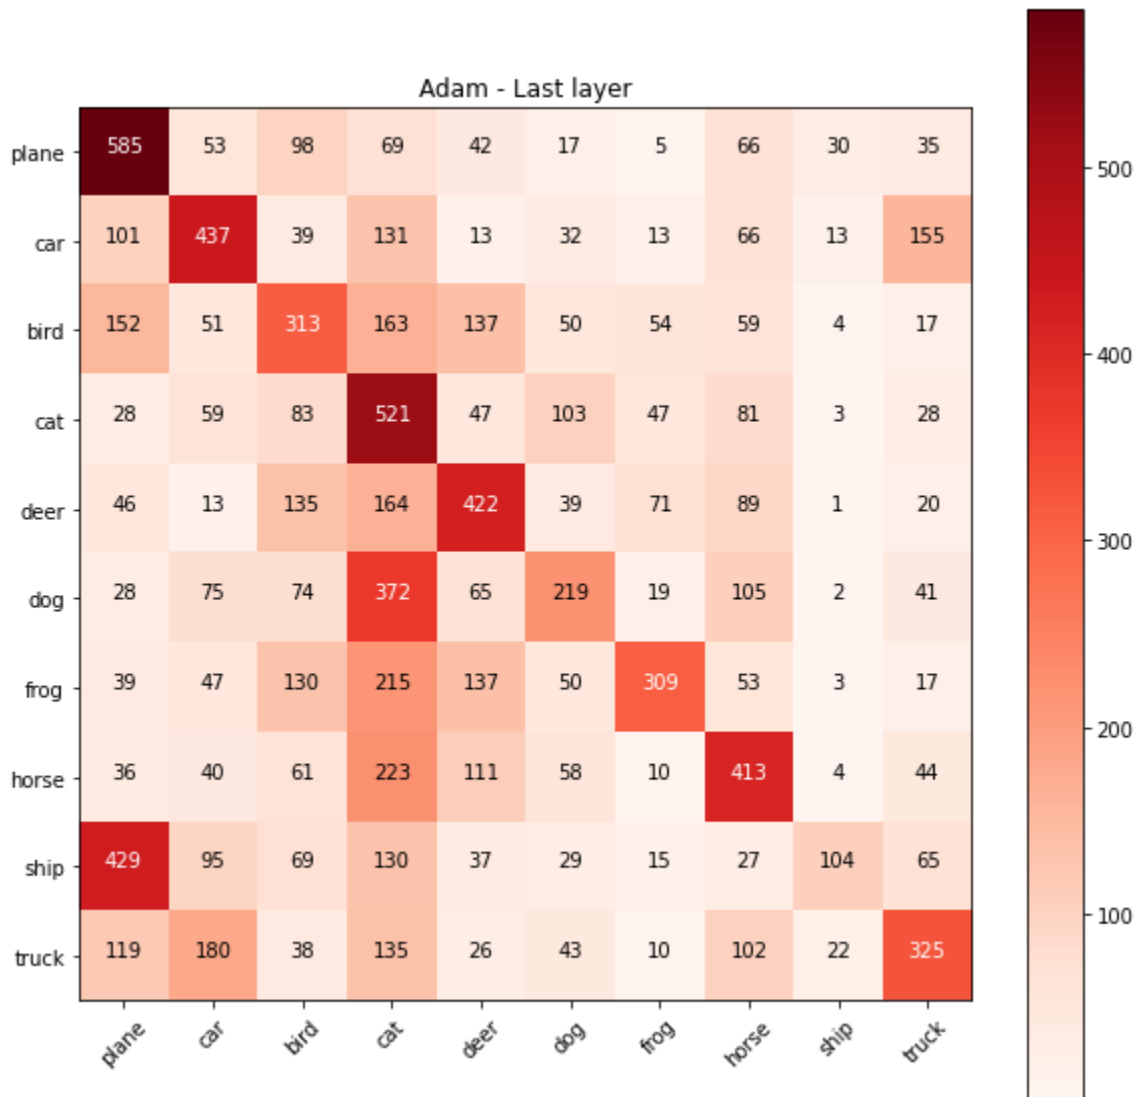 Adam - Last layer
plane 585 53 98 69 42 17 5 66 30 35
car 101 437 39 131 13 32 13 66 13 155
bird 152 51 313 163 137 50 54 59 4 17
cat 28 59 83 521 47 103 47 81 3 28
deer 46 13 135 164 422 39 71 89 1 20
dog 28 75 74 372 65 219 19 105 2 41
frog 39 47 130 215 137 50 309 53 3 17
horse 36 40 61 223 111 58 10 413 4 44
ship 429 95 69 130 37 29 15 27 104 65
truck 119 180 38 135 26 43 10 102 22 325
plane car bird cat deer dog frog horse ship truck
500
400
300
200
100